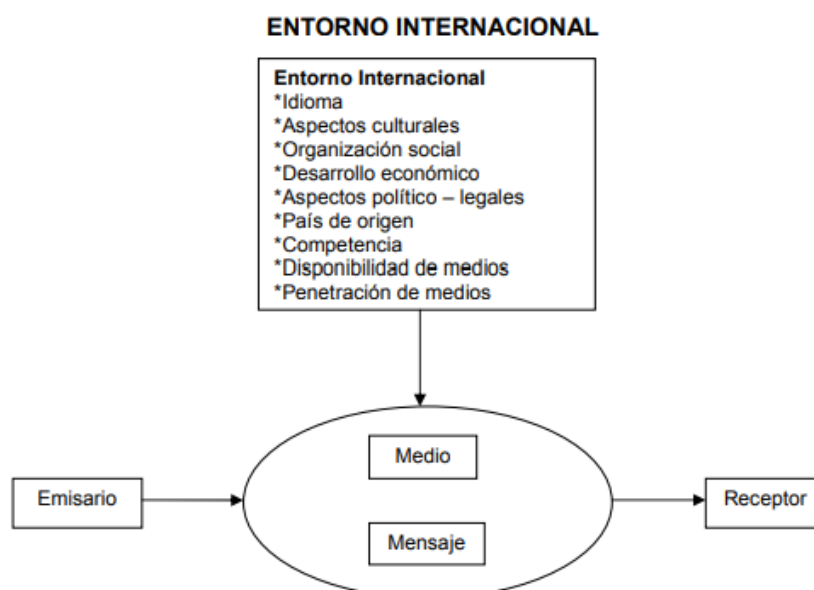 ENTORNO INTERNACIONAL
Entorno Internacional
*Idioma
*Aspectos culturales
*Organización social
*Desarrollo económico
*Aspectos político – legales
*País de origen
*Competencia
*Disponibilidad de medios
*Penetración de medios
Medio
Emisario
Receptor
Mensaje